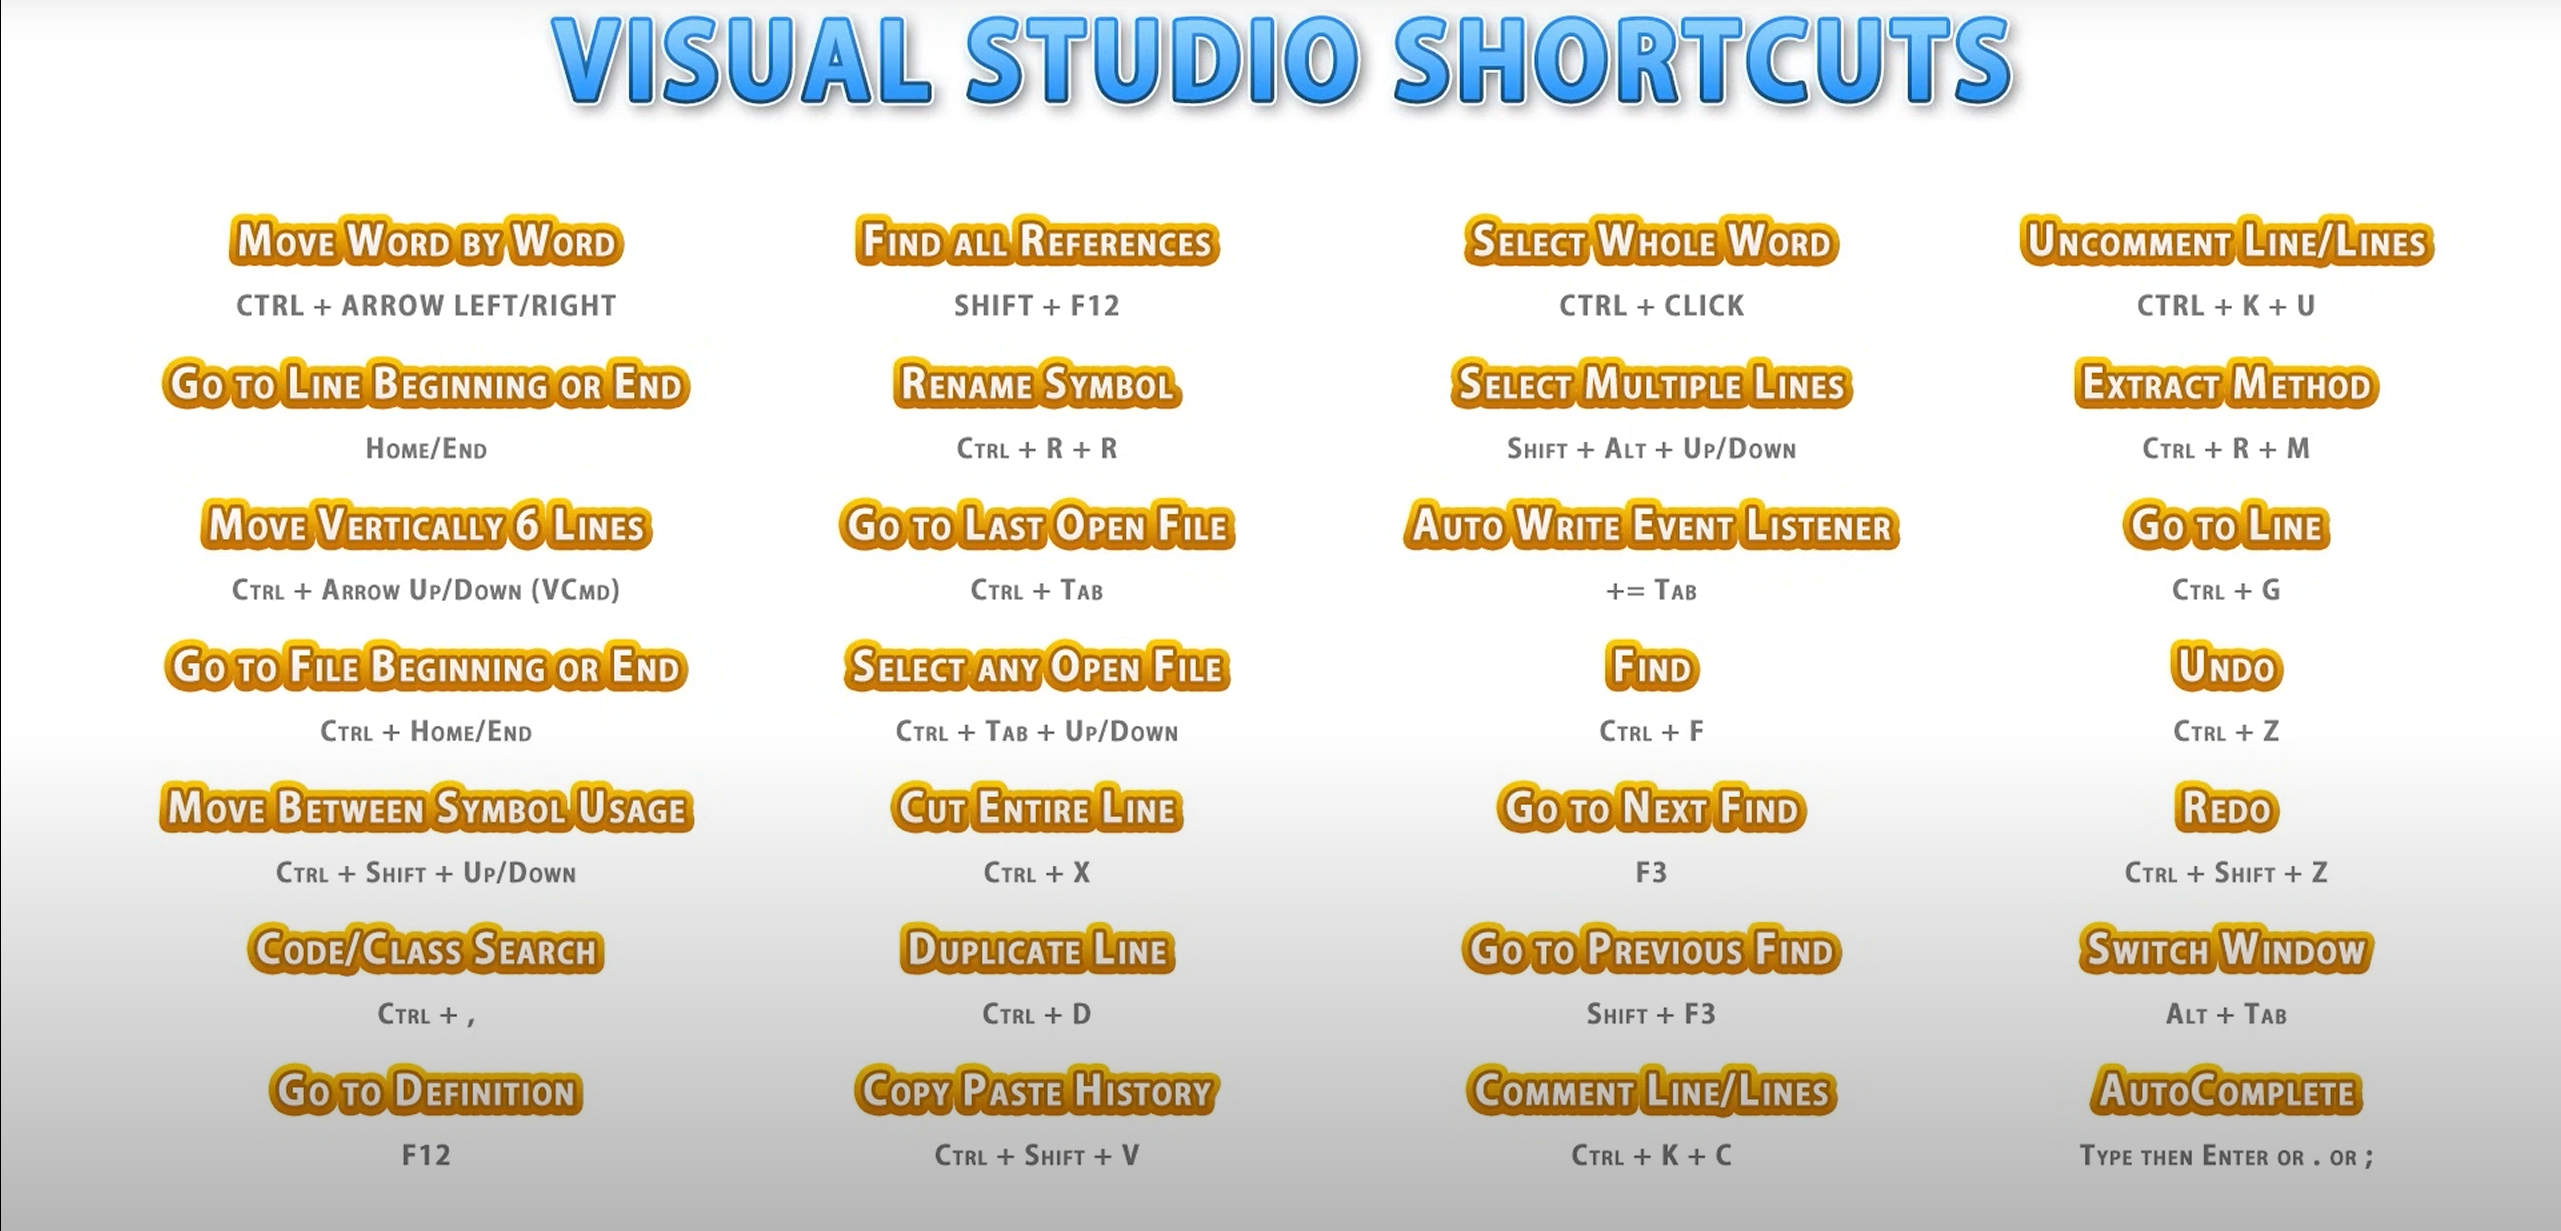 VISUAL STUDIO SHORTCUTS
MOVE WORD BY WORD
CTRL + ARROW LEFT/RIGHT
GO TO LINE BEGINNING OR END
HOME/END
MOVE VERTICALLY 6 LINES
CTRL + ARROW UP/DOWN (VCMD)
GO TO FILE BEGINNING OR END
CTRL + HOME/END
MOVE BETWEEN SYMBOL USAGE
CTRL + SHIFT + UP/DOWN
CODE/CLASS SEARCH
CTRL + ,
GO TO DEFINITION
F12
FIND ALL REFERENCES
SHIFT + F12
RENAME SYMBOL
CTRL + R + R
GO TO LAST OPEN FILE
CTRL + TAB
SELECT ANY OPEN FILE
CTRL + TAB + UP/DOWN
CUT ENTIRE LINE
CTRL + X
DUPLICATE LINE
CTRL + D
COPY PASTE HISTORY
CTRL + SHIFT + V
SELECT WHOLE WORD
CTRL + CLICK
SELECT MULTIPLE LINES
SHIFT + ALT + UP/DOWN
AUTO WRITE EVENT LISTENER
+= TAB
FIND
CTRL + F
GO TO NEXT FIND
F3
GO TO PREVIOUS FIND
SHIFT + F3
COMMENT LINE/LINES
CTRL + K + C
UNCOMMENT LINE/LINES
CTRL + K + U
EXTRACT METHOD
CTRL + R + M
GO TO LINE
CTRL + G
UNDO
CTRL + Z
REDO
CTRL + SHIFT + Z
SWITCH WINDOW
ALT + TAB
AUTOCOMPLETE
TYPE THEN ENTER OR . OR ;